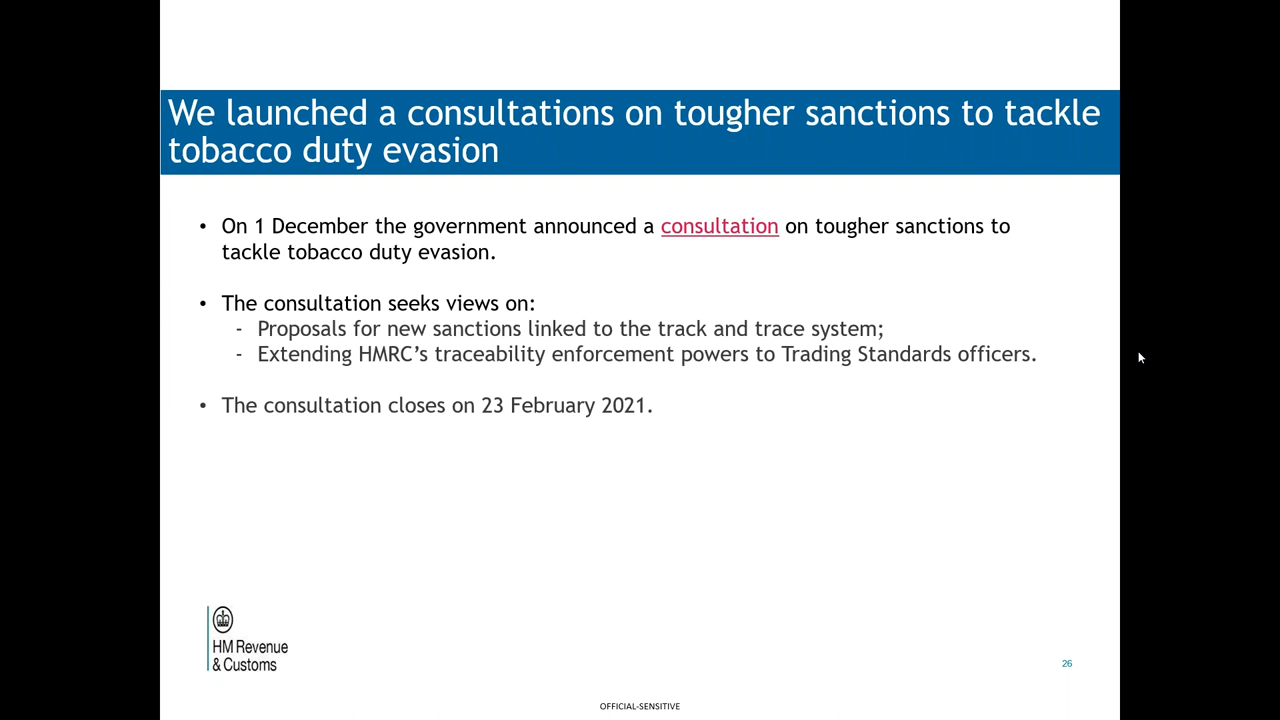 We launched a consultations on tougher sanctions to tackle
tobacco duty evasion
• On 1 December the government announced a consultation on tougher sanctions to
tackle tobacco duty evasion.
• The consultation seeks views on:
- Proposals for new sanctions linked to the track and trace system;
- Extending HMRC’s traceability enforcement powers to Trading Standards officers.
• The consultation closes on 23 February 2021.
HM Revenue
& Customs
26
OFFICIAL-SENSITIVE